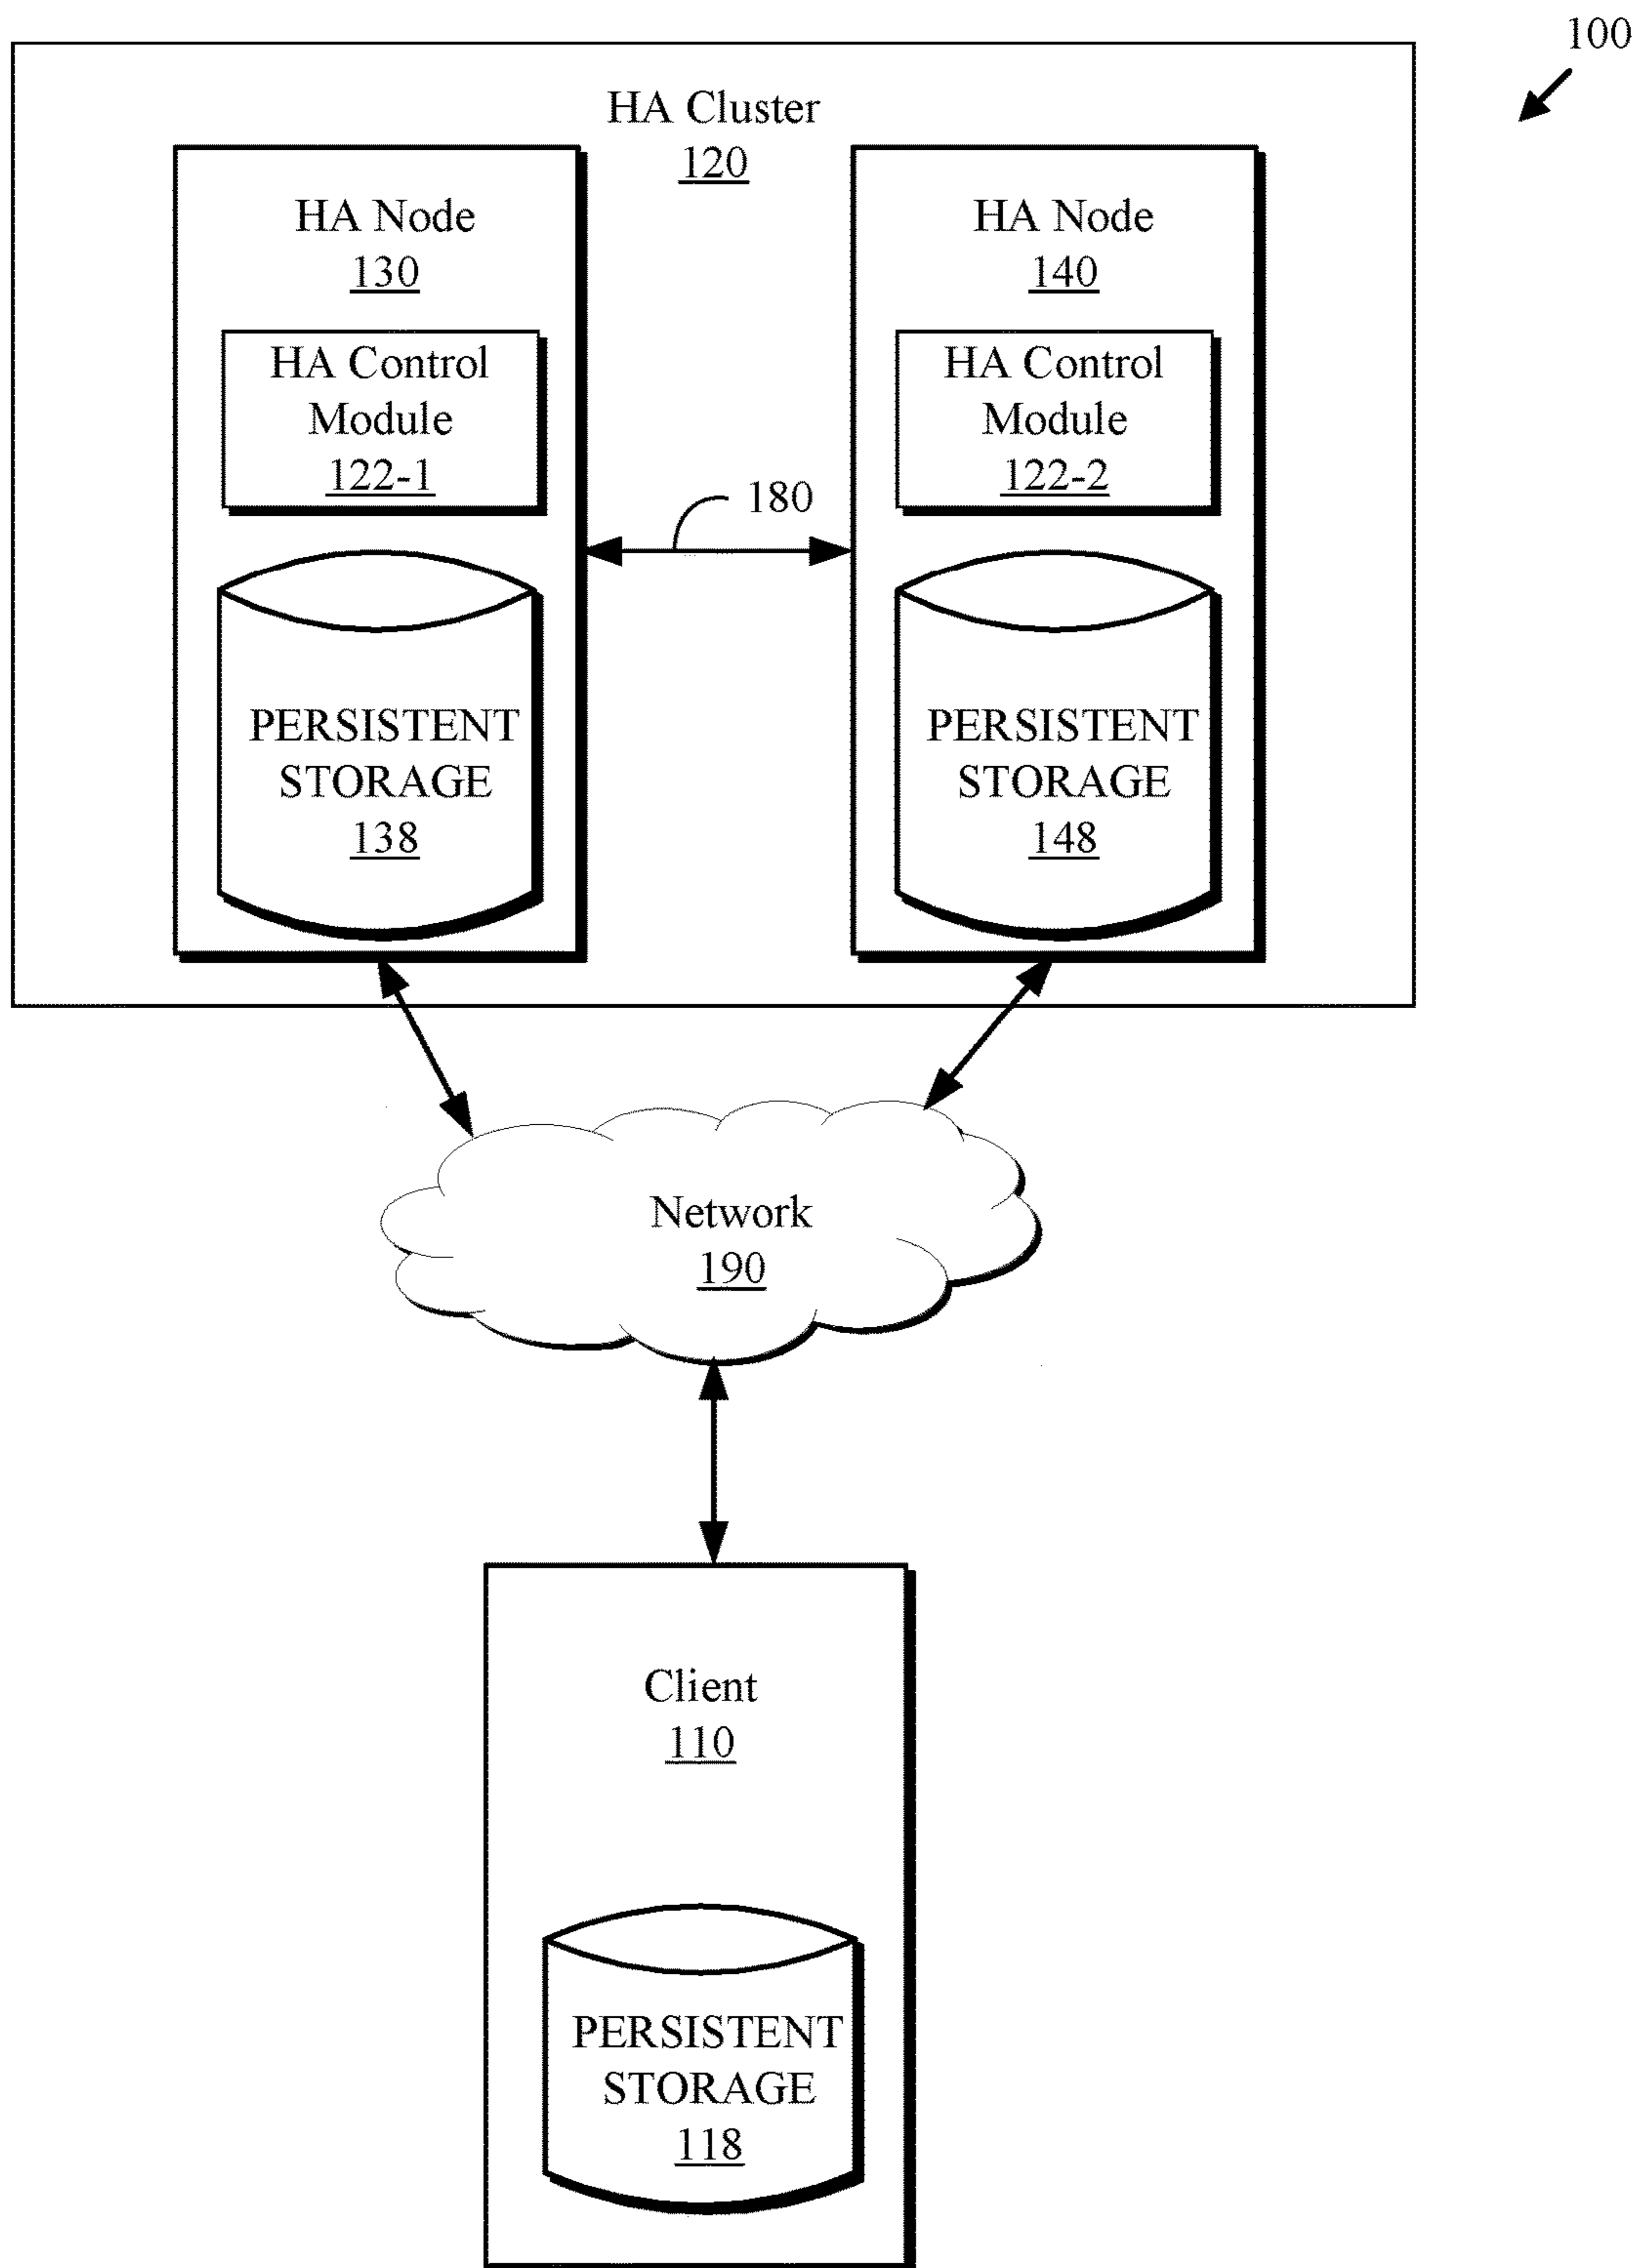 100
HA Cluster
120
HA Node
130
HA Control
Module
122-1
PERSISTENT
STORAGE
138
180
HA Node
140
HA Control
Module
122-2
PERSISTENT
STORAGE
148
Network
190
Client
110
PERSISTENT
STORAGE
118